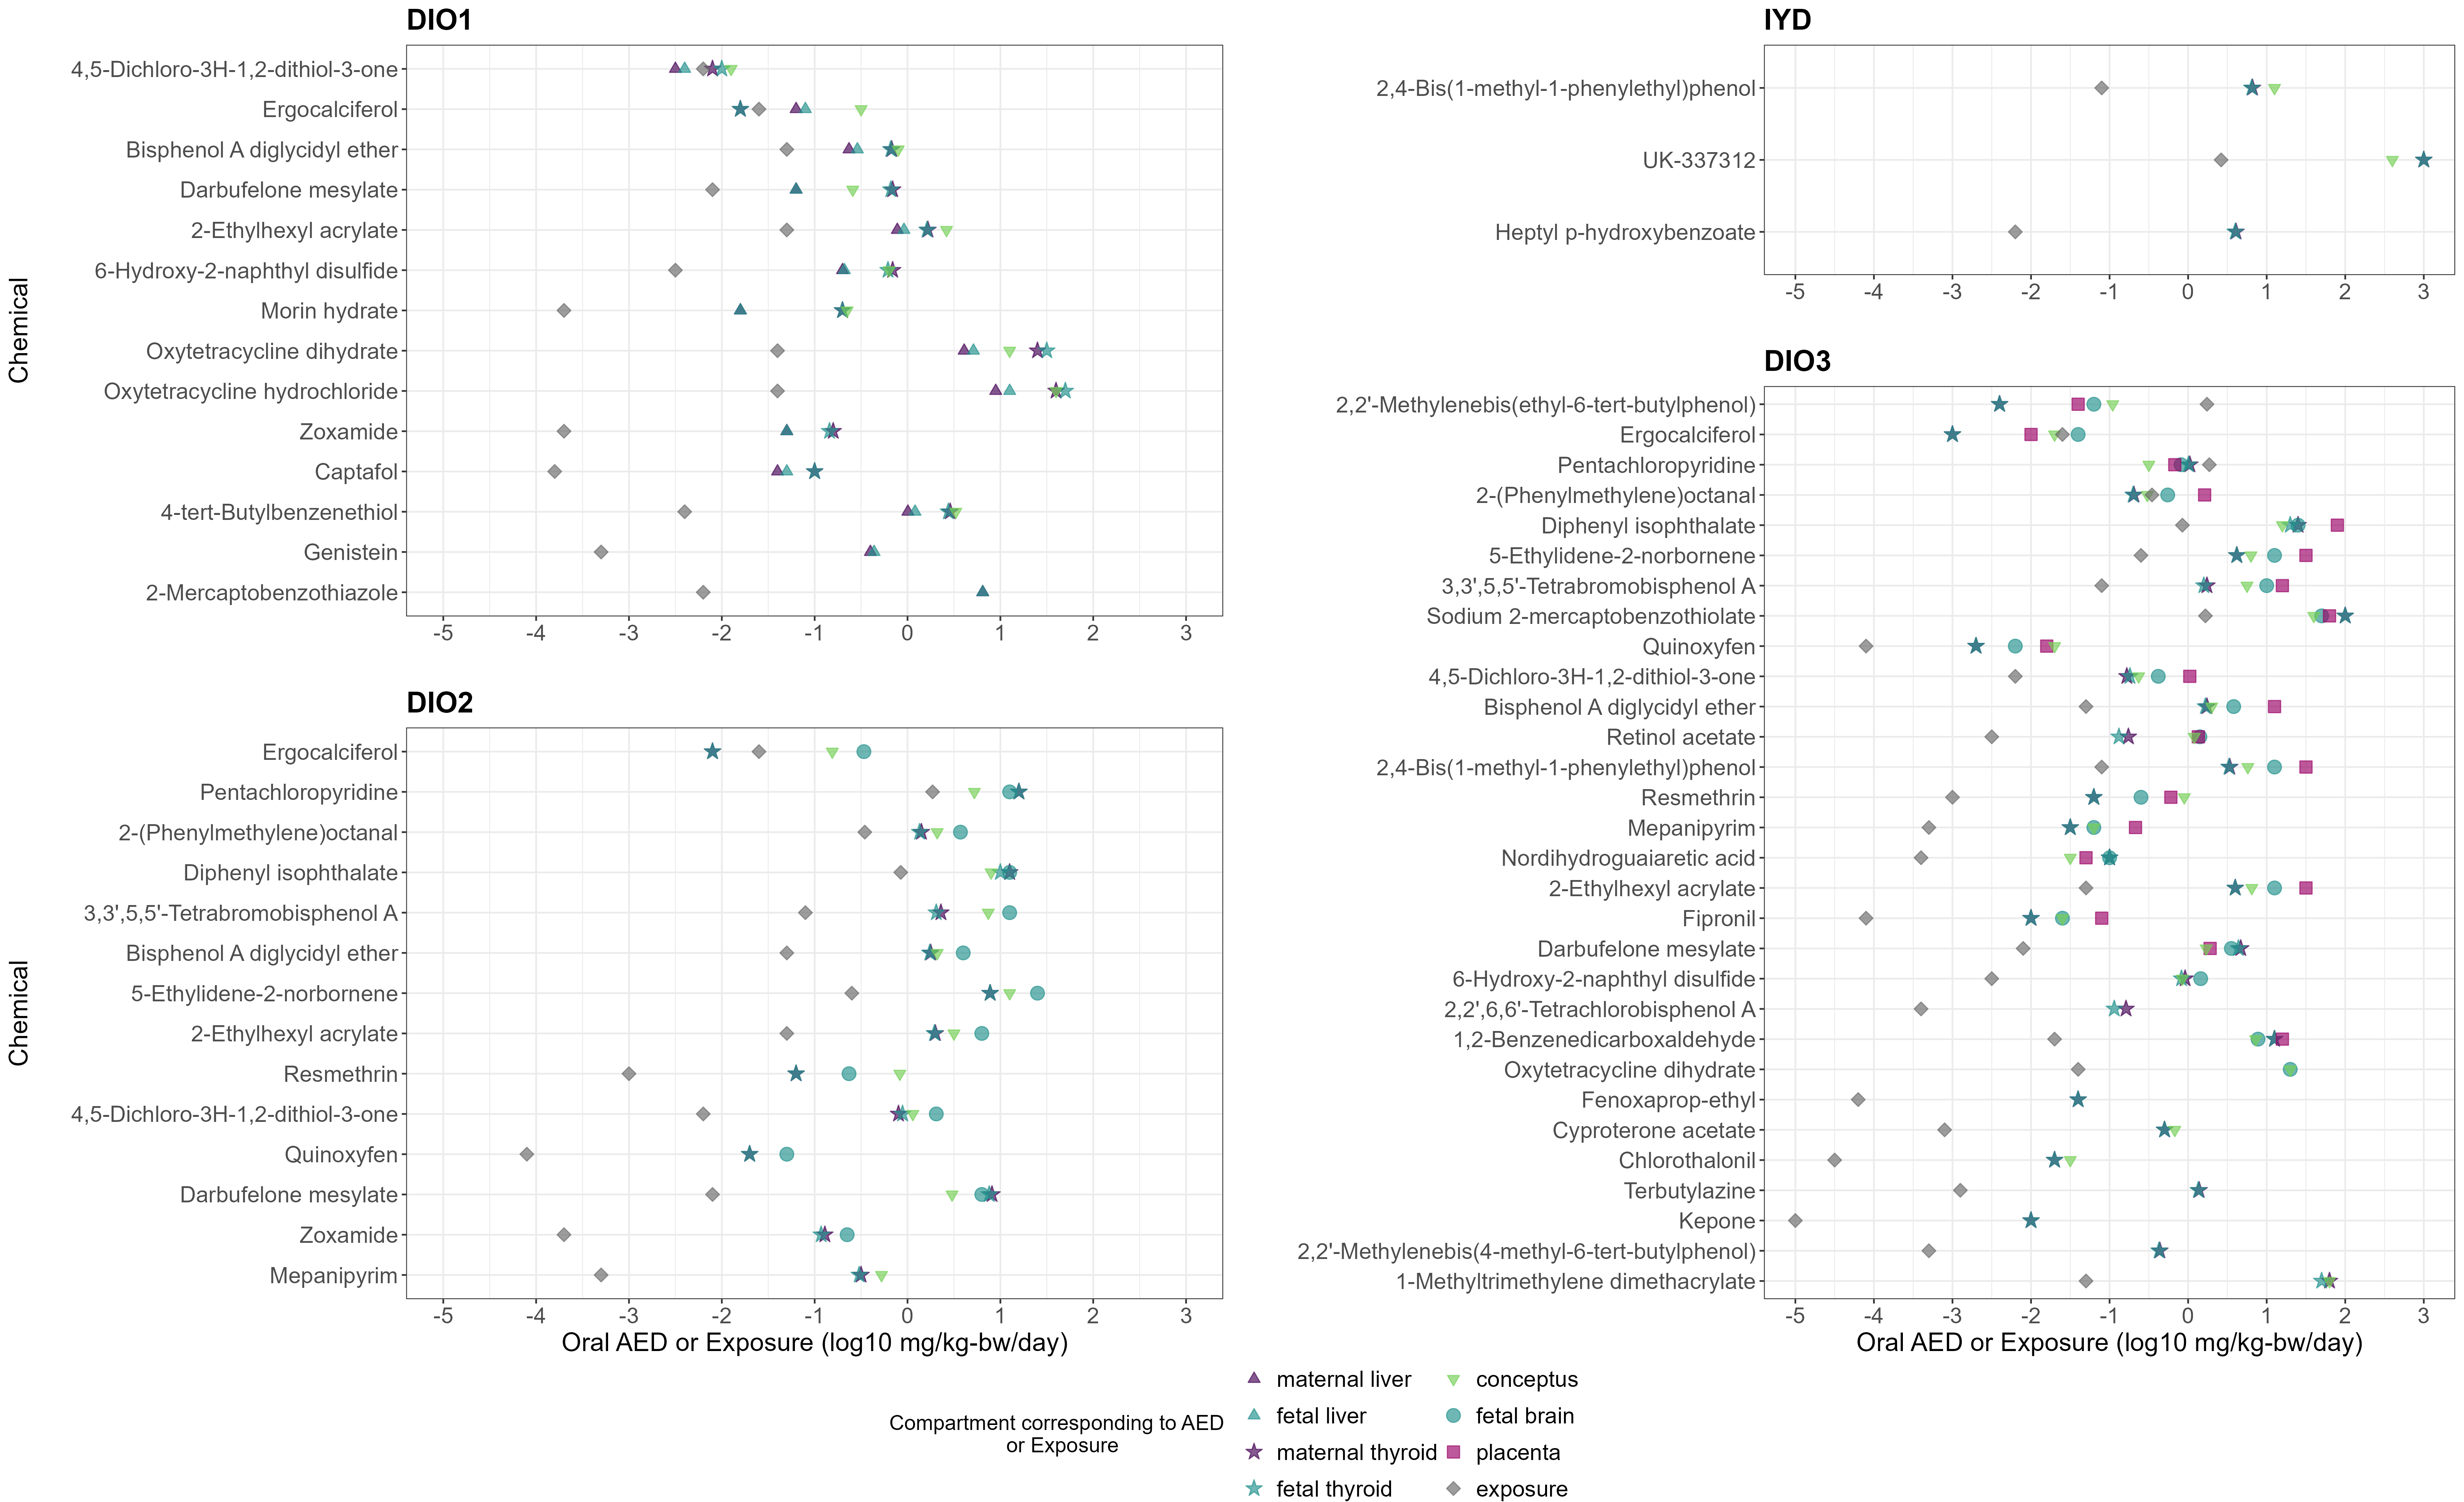 DIO1
Chemical
4,5-Dichloro-3H-1,2-dithiol-3-one
Ergocalciferol
Bisphenol A diglycidyl ether
Darbufelone mesylate
2-Ethylhexyl acrylate
6-Hydroxy-2-naphthyl disulfide
Morin hydrate
Oxytetracycline dihydrate
Oxytetracycline hydrochloride
Zoxamide
Captafol
4-tert-Butylbenzenethiol
Genistein
2-Mercaptobenzothiazole
-5 -4 -3 -2 -1 0 1 2 3
DIO2
Chemical
Ergocalciferol
Pentachloropyridine
2-(Phenylmethylene)octanal
Diphenyl isophthalate
3,3',5,5'-Tetrabromobisphenol A
Bisphenol A diglycidyl ether
5-Ethylidene-2-norbornene
2-Ethylhexyl acrylate
Resmethrin
4,5-Dichloro-3H-1,2-dithiol-3-one
Quinoxyfen
Darbufelone mesylate
Zoxamide
Mepanipyrim
-5 -4 -3 -2 -1 0 1 2 3
Oral AED or Exposure (log10 mg/kg-bw/day)
IYD
2,4-Bis(1-methyl-1-phenylethyl)phenol
UK-337312
Heptyl p-hydroxybenzoate
-5 -4 -3 -2 -1 0 1 2 3
DIO3
2,2'-Methylenebis(ethyl-6-tert-butylphenol)
Ergocalciferol
Pentachloropyridine
2-(Phenylmethylene)octanal
Diphenyl isophthalate
5-Ethylidene-2-norbornene
3,3',5,5'-Tetrabromobisphenol A
Sodium 2-mercaptobenzothiolate
Quinoxyfen
4,5-Dichloro-3H-1,2-dithiol-3-one
Bisphenol A diglycidyl ether
Retinol acetate
2,4-Bis(1-methyl-1-phenylethyl)phenol
Resmethrin
Mepanipyrim
Nordihydroguaiaretic acid
2-Ethylhexyl acrylate
Fipronil
Darbufelone mesylate
6-Hydroxy-2-naphthyl disulfide
2,2',6,6'-Tetrachlorobisphenol A
1,2-Benzenedicarboxaldehyde
Oxytetracycline dihydrate
Fenoxaprop-ethyl
Cyproterone acetate
Chlorothalonil
Terbutylazine
Kepone
2,2'-Methylenebis(4-methyl-6-tert-butylphenol)
1-Methyltrimethylene dimethacrylate
-5 -4 -3 -2 -1 0 1 2 3
Oral AED or Exposure (log10 mg/kg-bw/day)
Compartment corresponding to AED
or Exposure
maternal liver
fetal liver
maternal thyroid
fetal thyroid
conceptus
fetal brain
placenta
exposure